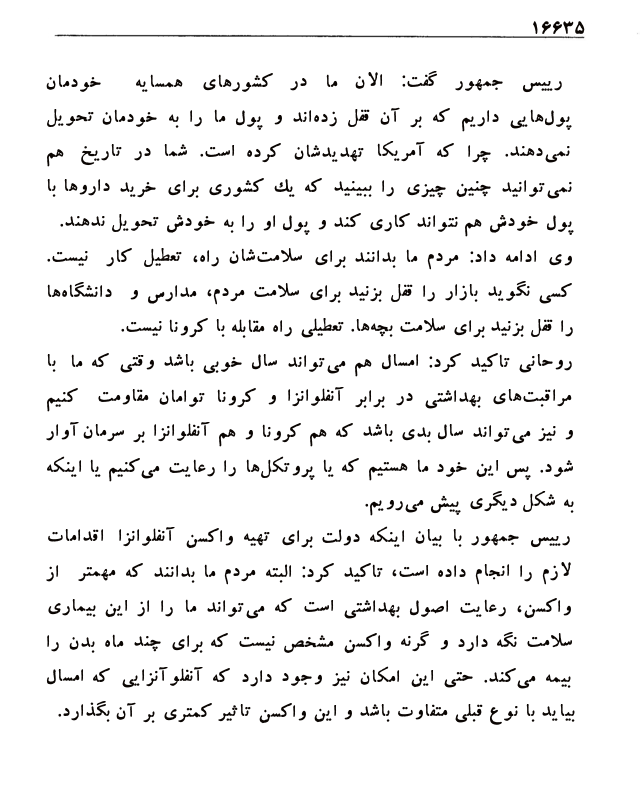 ۱۶۶۳۵
رییس جمهور گفت: الان ما در کشورهای همسایه خودمان
پول‌هایی داریم که بر آن قفل زده‌اند و پول ما را به خودمان تحویل
نمی‌دهند. چرا که آمریکا تهدیدشان کرده است. شما در تاریخ هم
نمی‌توانید چنین چیزی را ببینید که یك کشوری برای خرید داروها با
پول خودش هم نتواند کاری کند و پول او را به خودش تحویل ندهند.
وی ادامه داد: مردم ما بدانند برای سلامت‌شان راه، تعطیل کار نیست.
کسی نگوید بازار را قفل بزنید برای سلامت مردم، مدارس و دانشگاه‌ها
را قفل بزنید برای سلامت بچه‌ها. تعطیلی راه مقابله با کرونا نیست.
روحانی تاکید کرد: امسال هم می‌تواند سال خوبی باشد وقتی که ما با
مراقبت‌های بهداشتی در برابر آنفلوانزا و کرونا توامان مقاومت کنیم
و نیز می‌تواند سال بدی باشد که هم کرونا و هم آنفلوانزا بر سرمان آوار
شود. پس این خود ما هستیم که یا پروتکل‌ها را رعایت می‌کنیم یا اینکه
به شکل دیگری پیش می‌رویم.
رییس جمهور با بیان اینکه دولت برای تهیه واکسن آنفلوانزا اقدامات
لازم را انجام داده است، تاکید کرد: البته مردم ما بدانند که مهمتر از
واکسن، رعایت اصول بهداشتی است که می‌تواند ما را از این بیماری
سلامت نگه دارد و گرنه واکسن مشخص نیست که برای چند ماه بدن را
بیمه می‌کند. حتی این امکان نیز وجود دارد که آنفلوآنزایی که امسال
بیاید با نوع قبلی متفاوت باشد و این واکسن تاثیر کمتری بر آن بگذارد.